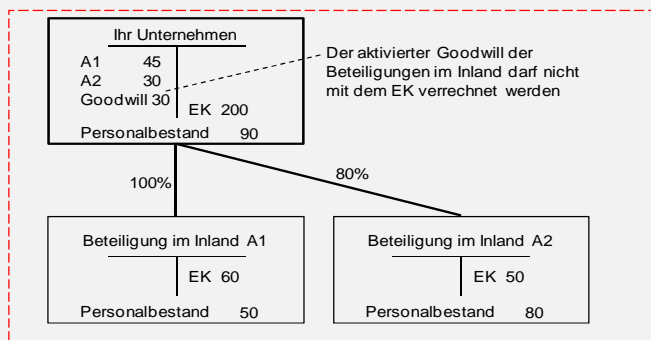 Ihr Unternehmen
A1 45
A2 30
Goodwill 30
EK 200
Personalbestand 90
Der aktivierter Goodwill der
Beteiligungen im Inland darf nicht
mit dem EK verrechnet werden
100%
80%
Beteiligung im Inland A1
EK 60
Personalbestand 50
Beteiligung im Inland A2
EK 50
Personalbestand 80